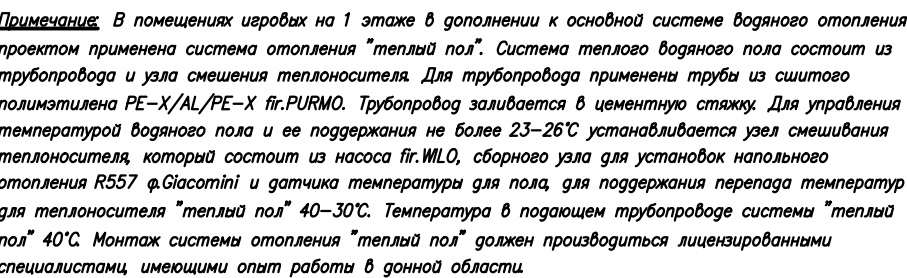 Примечание: В помещениях игровых на 1 этаже в дополнении к основной системе водяного отопления
проектом применена система отопления "теплый пол". Система теплого водяного пола состоит из
трубопровода и узла смешения теплоносителя. Для трубопровода применены трубы из сшитого
полимэтилена PE-X/AL/PE-X fir.PURMO. Трубопровод заливается в цементную стяжку. Для управления
температурой водяного пола и ее поддержания не более 23-26°C устанавливается узел смешивания
теплоносителя, который состоит из насоса fir.WILO, сборного узла для установок напольного
отопления R557 ф.Giacomini и датчика температуры для пола, для поддержания перепада температур
для теплоносителя "теплый пол" 40-30°C. Температура в подающем трубопроводе системы "теплый
пол" 40°C. Монтаж системы отопления "теплый пол" должен производиться лицензированными
специалистами, имеющими опыт работы в донной области.